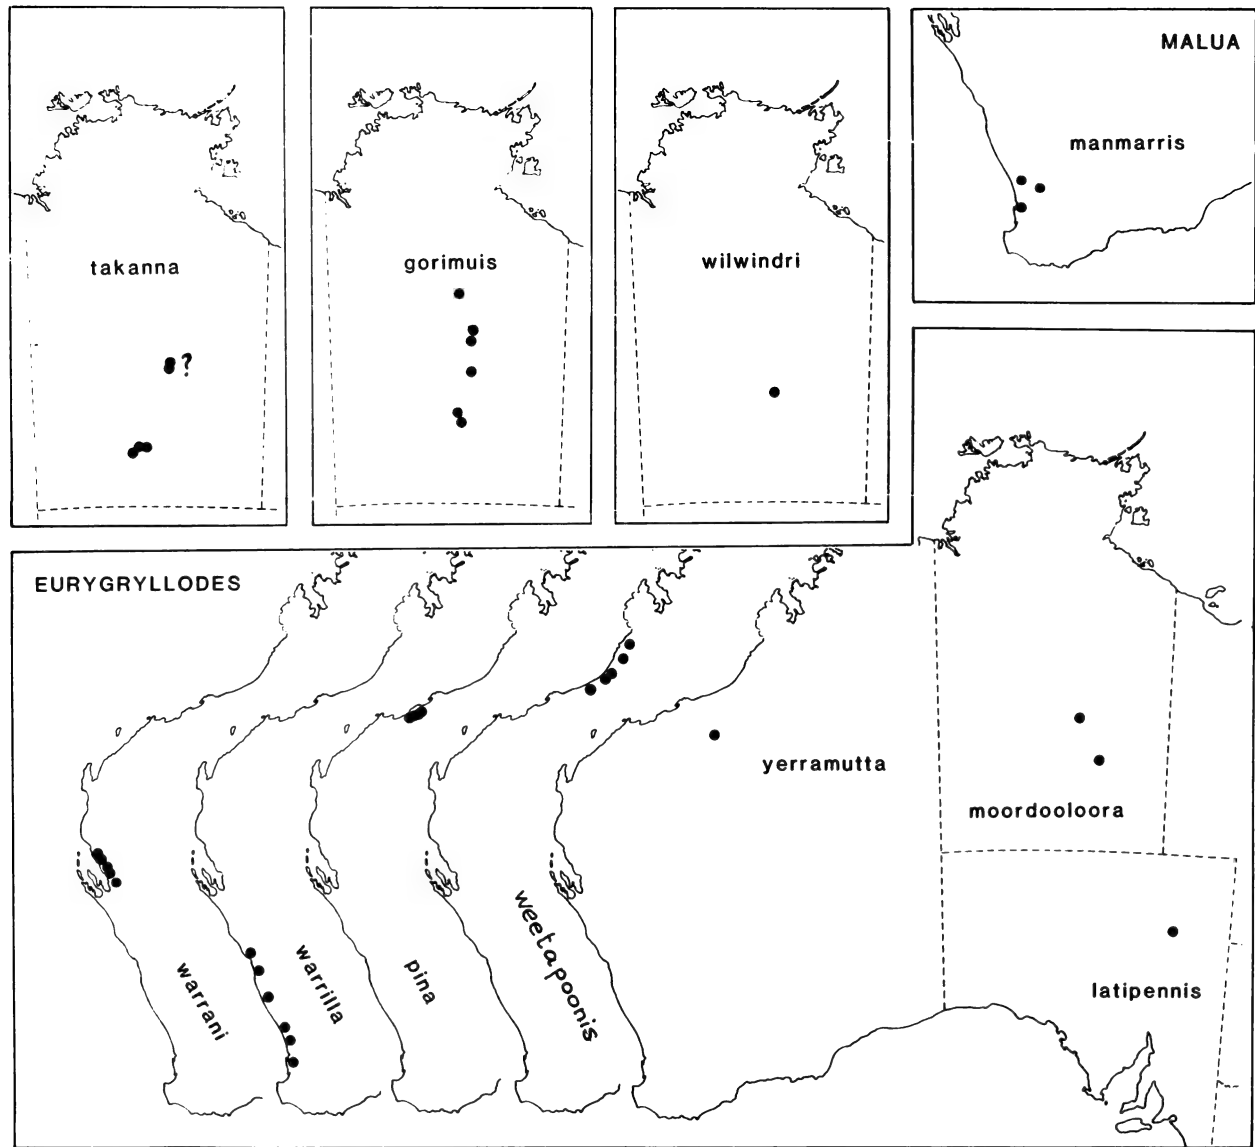 MALUA
manmarris
takanna
?
gorimuis
wilwindri
EURYGRYLLODES
yerramutta
moordooloora
latipennis
warrani
warrilla
pina
weetapoonis